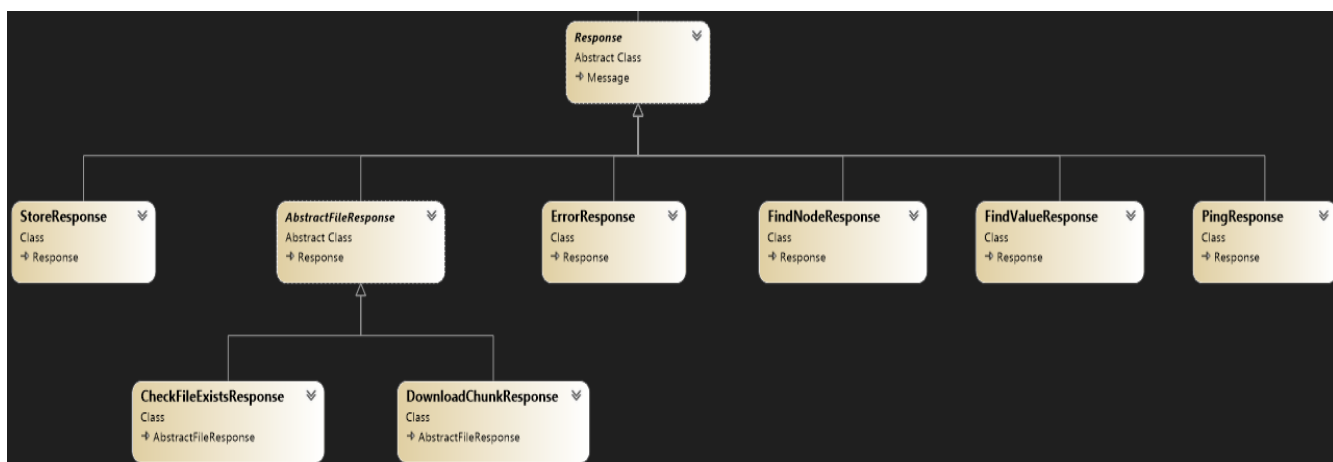 Response
Abstract Class
Message
StoreResponse
Class
Response
AbstractFileResponse
Abstract Class
Response
ErrorResponse
Class
Response
FindNodeResponse
Class
Response
FindValueResponse
Class
Response
PingResponse
Class
Response
CheckFileExistsResponse
Class
AbstractFileResponse
DownloadChunkResponse
Class
AbstractFileResponse